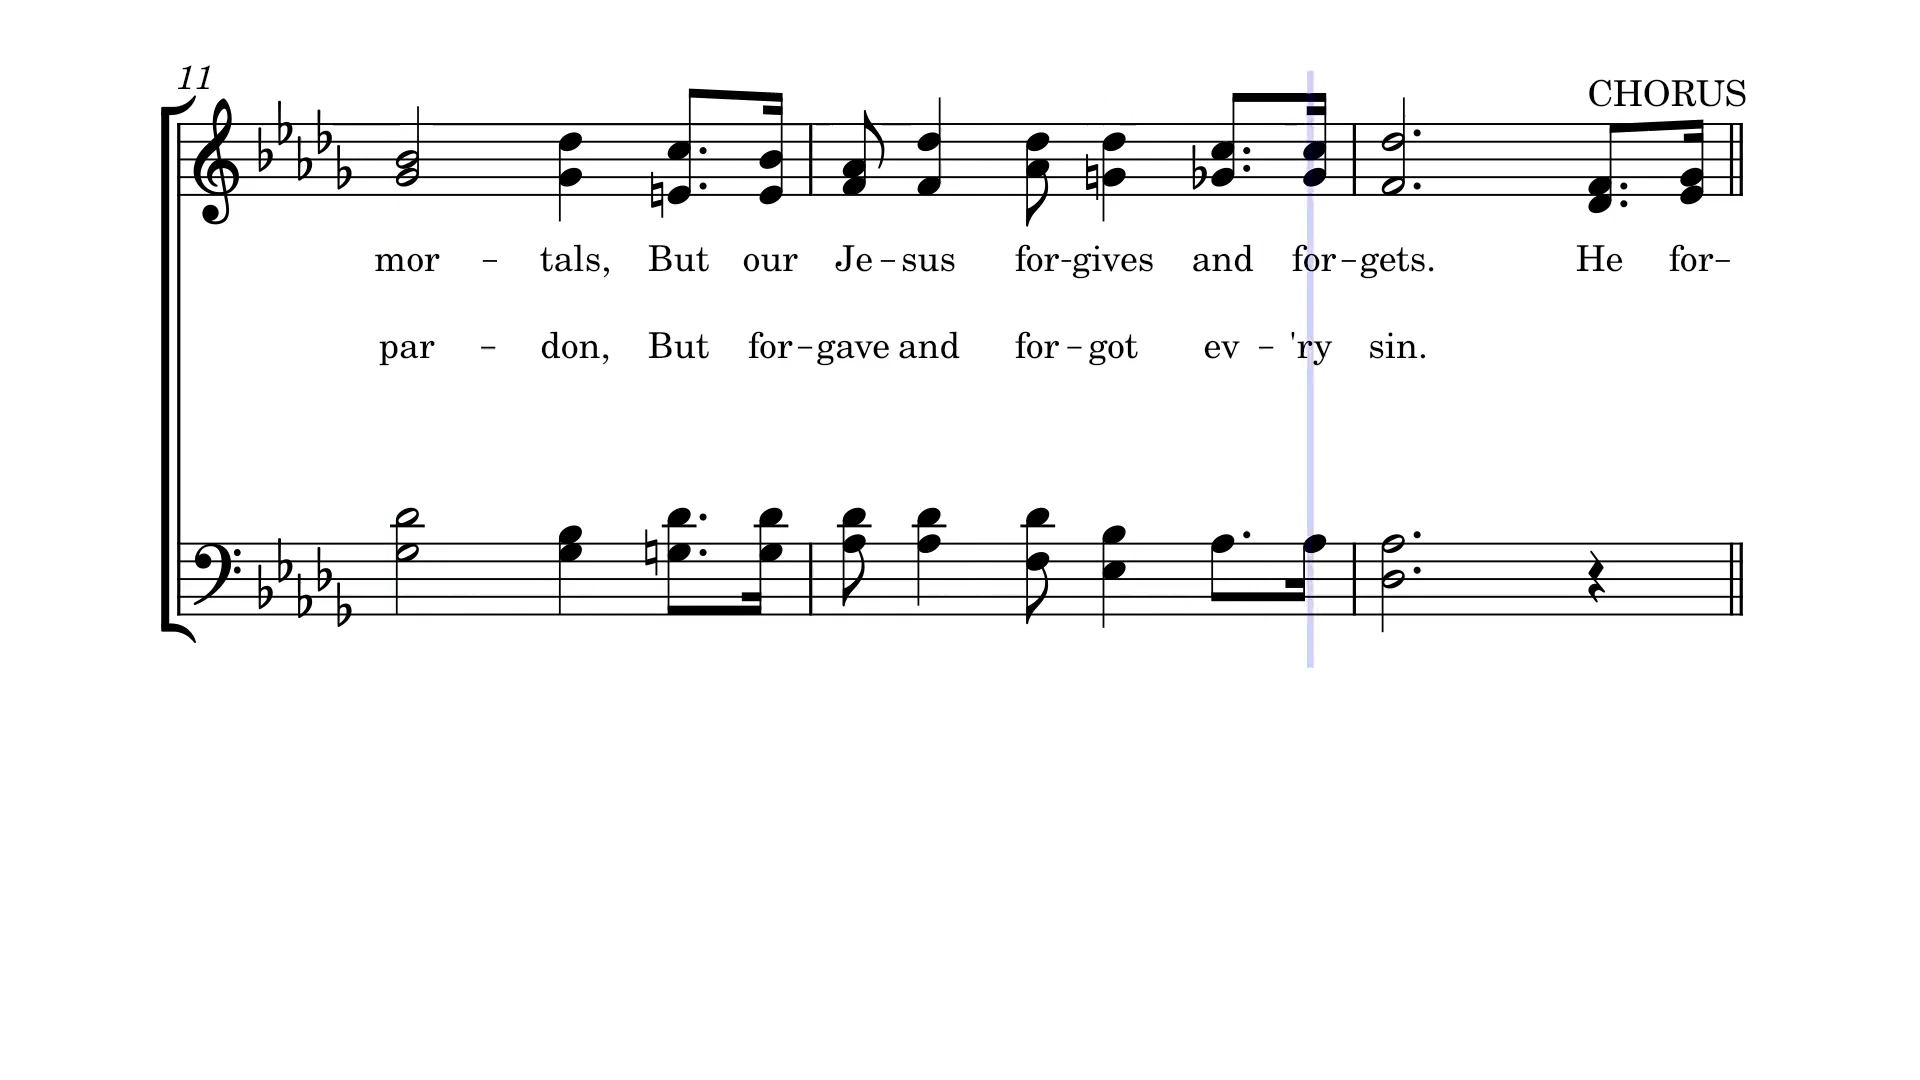 11
CHORUS
mor - tals, But our Je - sus for - gives and for - gets. He for -
par - don, But for - gave and for - got ev - 'ry sin.